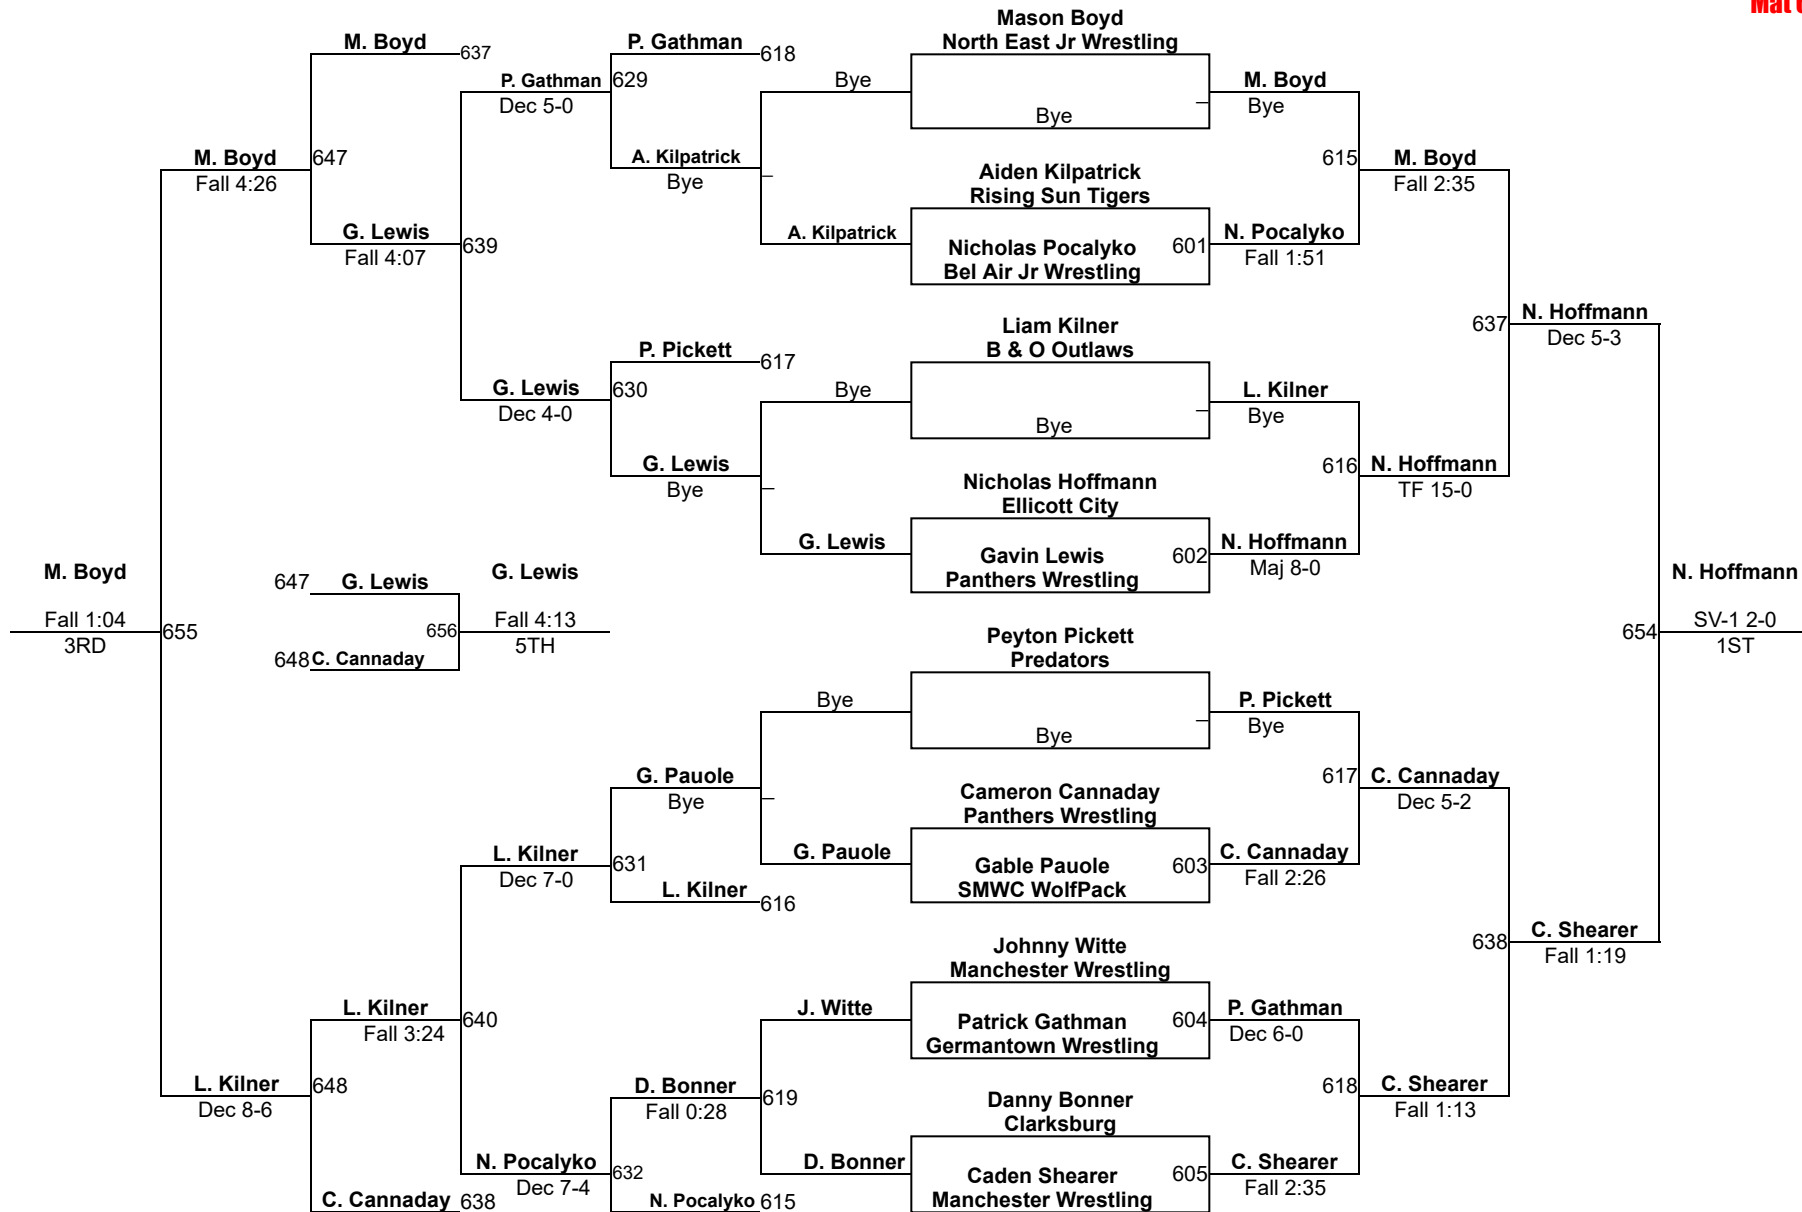 Mason Boyd
North East Jr Wrestling
M. Boyd
637
P. Gathman
618
P. Gathman
629
Dec 5-0
Bye
Bye
M. Boyd
Bye
M. Boyd
647
Fall 4:26
A. Kilpatrick
Bye
Aiden Kilpatrick
Rising Sun Tigers
615
M. Boyd
Fall 2:35
G. Lewis
639
Fall 4:07
A. Kilpatrick
Nicholas Pocalyko
601
Bel Air Jr Wrestling
N. Pocalyko
Fall 1:51
637
N. Hoffmann
Dec 5-3
Liam Kilner
B & O Outlaws
P. Pickett
617
G. Lewis
630
Dec 4-0
Bye
Bye
L. Kilner
Bye
G. Lewis
Bye
Nicholas Hoffmann
Ellicott City
616
N. Hoffmann
TF 15-0
G. Lewis
Gavin Lewis
602
Panthers Wrestling
N. Hoffmann
Maj 8-0
M. Boyd
Fall 1:04
655
3RD
647
G. Lewis
648
C. Cannaday
656
G. Lewis
Fall 4:13
5TH
654
N. Hoffmann
SV-1 2-0
1ST
Peyton Pickett
Predators
Bye
Bye
P. Pickett
Bye
G. Pauole
Bye
Cameron Cannaday
Panthers Wrestling
617
C. Cannaday
Dec 5-2
L. Kilner
631
Dec 7-0
G. Pauole
Gable Pauole
603
SMWC WolfPack
C. Cannaday
Fall 2:26
L. Kilner
616
638
C. Shearer
Fall 1:19
Johnny Witte
Manchester Wrestling
L. Kilner
640
Fall 3:24
J. Witte
Patrick Gathman
604
Germantown Wrestling
P. Gathman
Dec 6-0
L. Kilner
648
Dec 8-6
D. Bonner
619
Fall 0:28
Danny Bonner
Clarksburg
618
C. Shearer
Fall 1:13
N. Pocalyko
632
Dec 7-4
D. Bonner
Caden Shearer
605
Manchester Wrestling
C. Shearer
Fall 2:35
C. Cannaday
638
N. Pocalyko
615